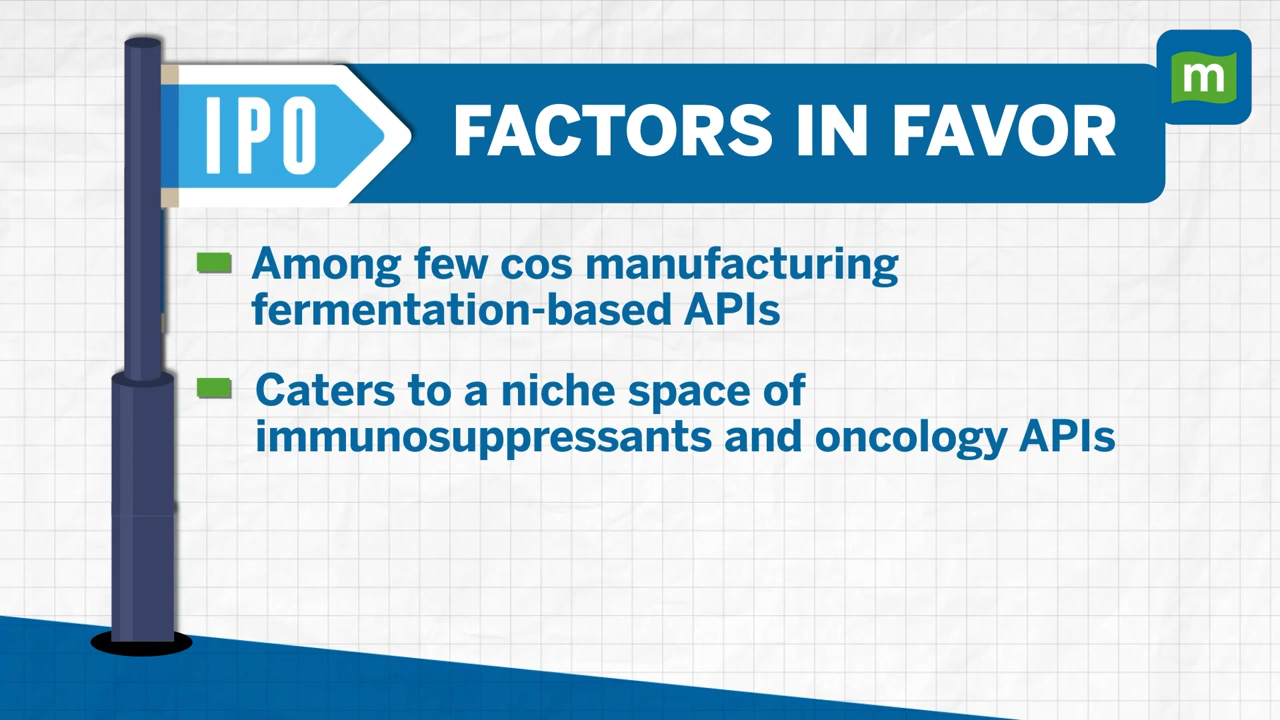 IPO
FACTORS IN FAVOR
m
Among few cos manufacturing
fermentation-based APIs
Caters to a niche space of
immunosuppressants and oncology APIs